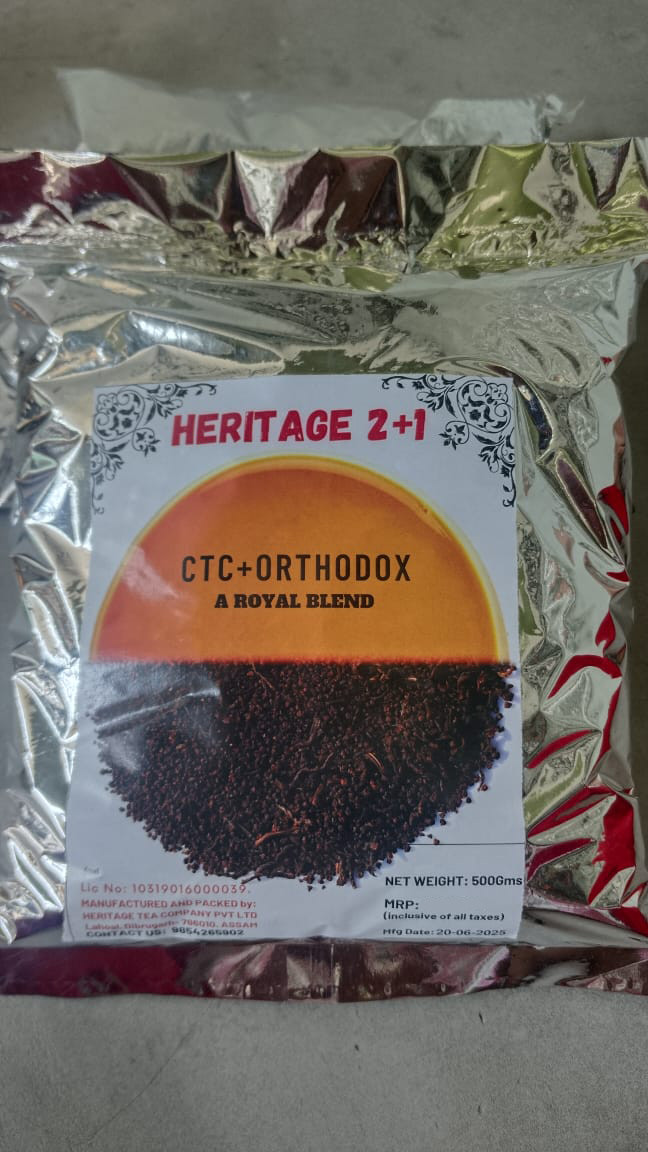 HERITAGE 2+1
CTC+ORTHODOX
A ROYAL BLEND
Lic No: 10319016000039.
MANUFACTURED AND PACKED by:
HERITAGE TEA COMPANY PVT LTD
Lahoal, Dibrugarh- 786010, ASSAM
CONTACT US: 9854265902
NET WEIGHT: 500Gms
MRP:
(inclusive of all taxes)
Mfg Date: 20-06-2025